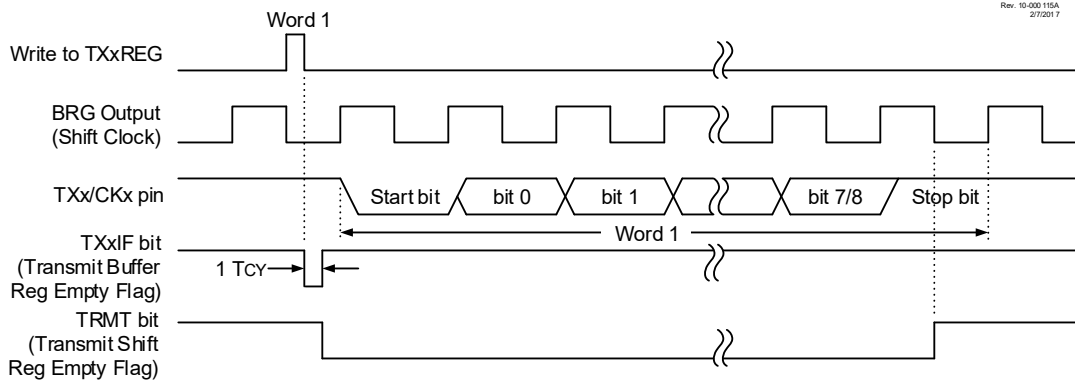 Rev. 10-000 115A
2/7/201 7
Word 1
Write to TXxREG
BRG Output
(Shift Clock)
TXx/CKx pin
Start bit
bit 0
bit 1
bit 7/8
Stop bit
Word 1
TXxIF bit
(Transmit Buffer
Reg Empty Flag)
1 TCY
TRMT bit
(Transmit Shift
Reg Empty Flag)